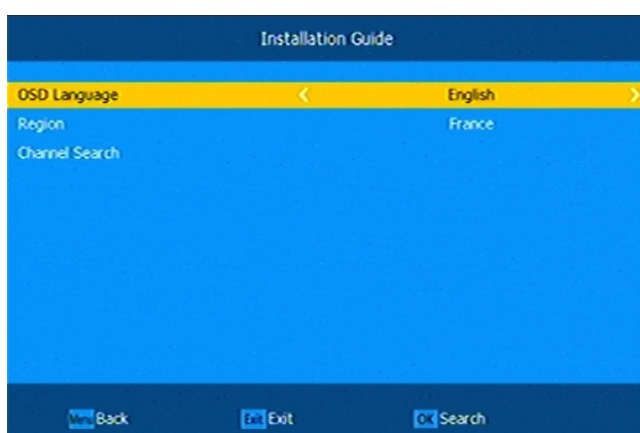 Installation Guide
OSD Language < English >
Region France
Channel Search
Menu Back Exit Exit OK Search